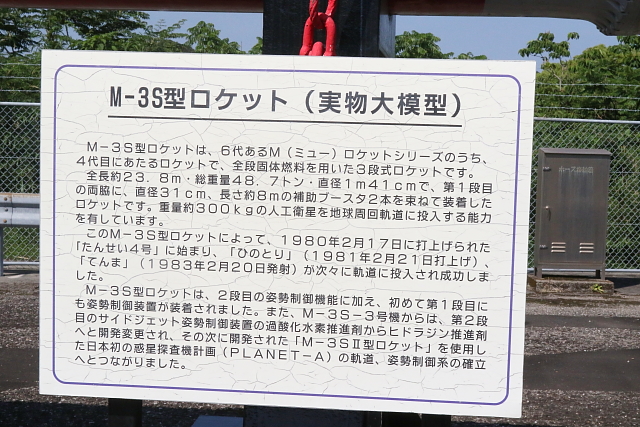 M-3S型ロケット（実物大模型）
M-3S型ロケットは、6代あるM（ミュー）ロケットシリーズのうち、
4代目にあたるロケットで、全段固体燃料を用いた3段式ロケットです。
全長約23．8m・総重量48．7トン・直径1m41cmで、第1段目
の両脇に、直径31cm、長さ約8mの補助ブースタ2本を束ねて装着した
ロケットです。重量約300kgの人工衛星を地球周回軌道に投入する能力
を有しています。
このM-3S型ロケットによって、1980年2月17日に打上げられた
「たんせい4号」に始まり、「ひのとり」（1981年2月21日打上げ）、
「てんま」（1983年2月20日発射）が次々に軌道に投入され成功しま
した。
M-3S型ロケットは、2段目の姿勢制御機能に加え、初めて第1段目に
も姿勢制御装置が装着されました。また、M-3S-3号機からは、第2段
目のサイドジェット姿勢制御装置の過酸化水素推進剤からヒドラジン推進剤
へと開発変更され、その次に開発された「M-3SⅡ型ロケット」を使用し
た日本初の惑星探査機計画（PLANET-A）の軌道、姿勢制御系の確立
へとつながりました。